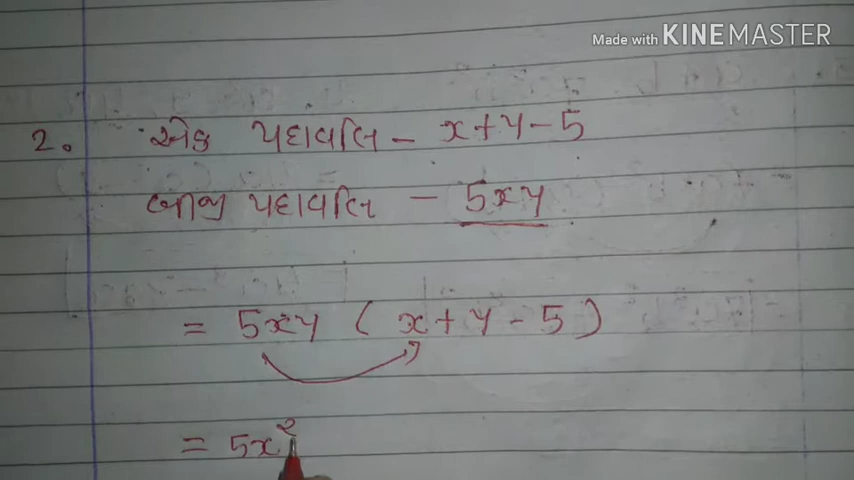 Made with KINEMASTER
2. એક પદાવલિ - x+y-5
બીજી પદાવલિ - 5xy
= 5xy ( x+y-5)
= 5x²